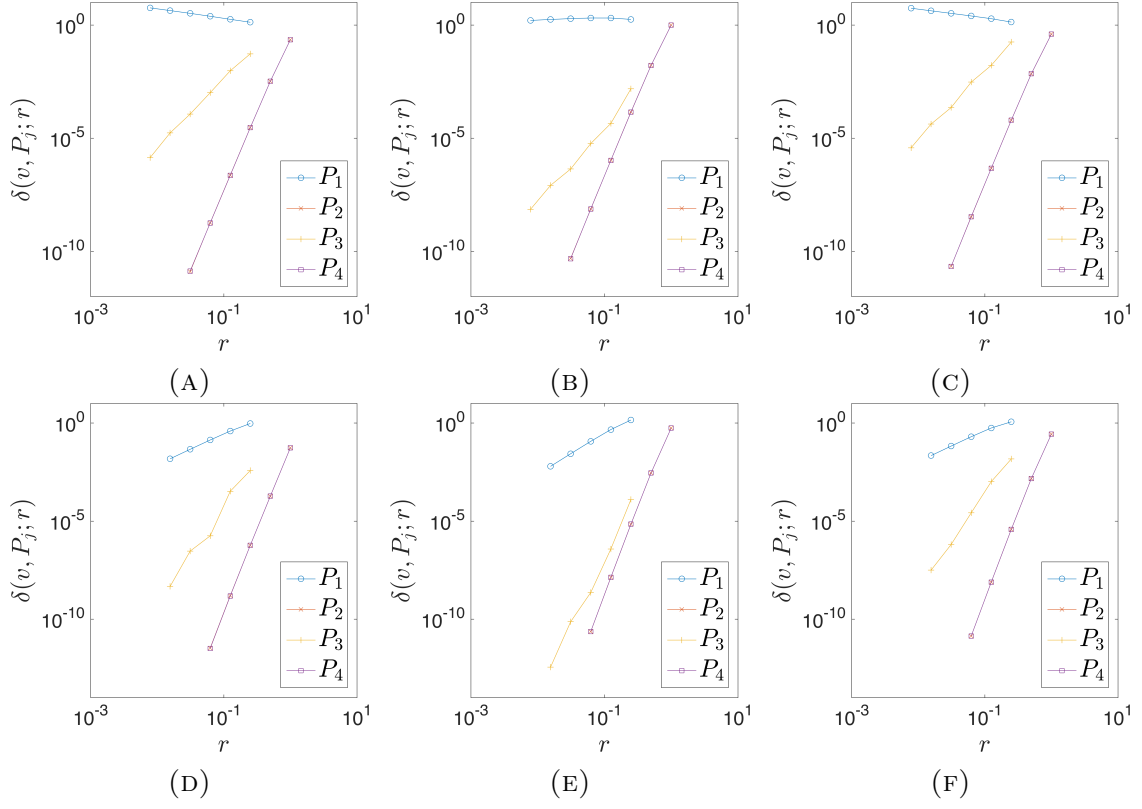 δ(v, P_j; r)
10^0
10^-5
10^-10
P_1
P_2
P_3
P_4
10^-3
10^-1
10^1
r
(A)
δ(v, P_j; r)
10^0
10^-5
10^-10
P_1
P_2
P_3
P_4
10^-3
10^-1
10^1
r
(B)
δ(v, P_j; r)
10^0
10^-5
10^-10
P_1
P_2
P_3
P_4
10^-3
10^-1
10^1
r
(C)
δ(v, P_j; r)
10^0
10^-5
10^-10
P_1
P_2
P_3
P_4
10^-3
10^-1
10^1
r
(D)
δ(v, P_j; r)
10^0
10^-5
10^-10
P_1
P_2
P_3
P_4
10^-3
10^-1
10^1
r
(E)
δ(v, P_j; r)
10^0
10^-5
10^-10
P_1
P_2
P_3
P_4
10^-3
10^-1
10^1
r
(F)